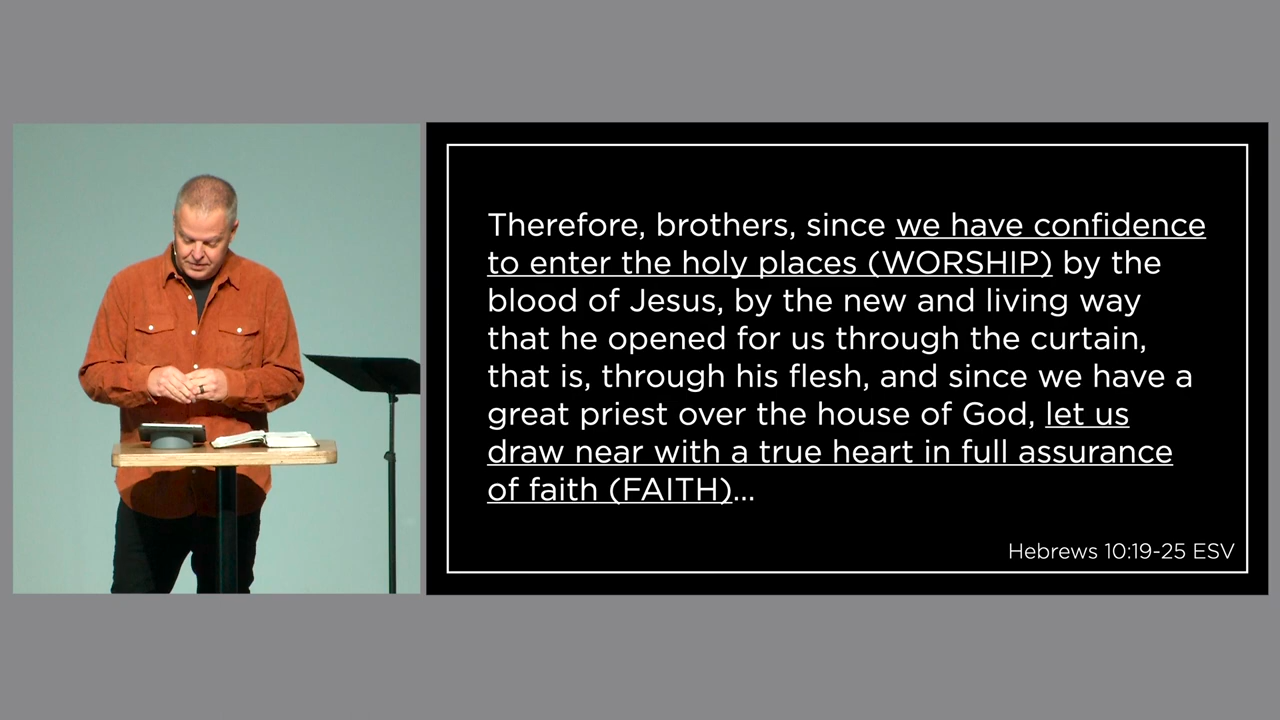 Therefore, brothers, since we have confidence
to enter the holy places (WORSHIP) by the
blood of Jesus, by the new and living way
that he opened for us through the curtain,
that is, through his flesh, and since we have a
great priest over the house of God, let us
draw near with a true heart in full assurance
of faith (FAITH)...
Hebrews 10:19-25 ESV